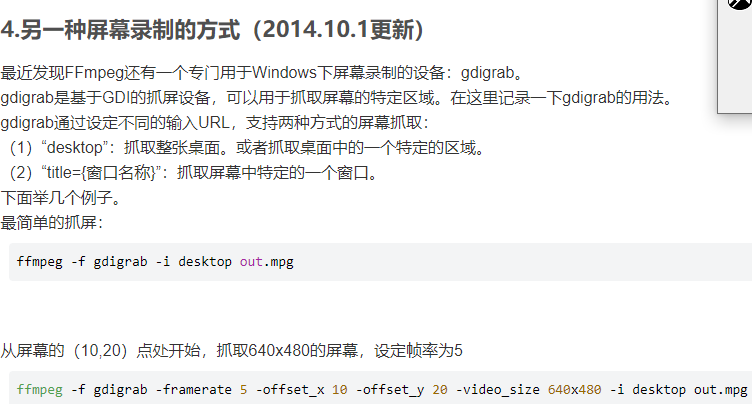 4.另一种屏幕录制的方式（2014.10.1更新）
最近发现FFmpeg还有一个专门用于Windows下屏幕录制的设备：gdigrab。
gdigrab是基于GDI的抓屏设备，可以用于抓取屏幕的特定区域。在这里记录一下gdigrab的用法。
gdigrab通过设定不同的输入URL，支持两种方式的屏幕抓取：
（1）“desktop”：抓取整张桌面。或者抓取桌面中的一个特定的区域。
（2）“title={窗口名称}”：抓取屏幕中特定的一个窗口。
下面举几个例子。
最简单的抓屏：
ffmpeg -f gdigrab -i desktop out.mpg
从屏幕的（10,20）点处开始，抓取640x480的屏幕，设定帧率为5
ffmpeg -f gdigrab -framerate 5 -offset_x 10 -offset_y 20 -video_size 640x480 -i desktop out.mpg